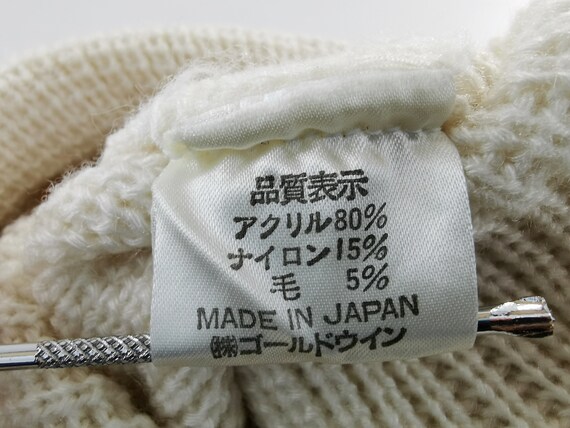 品質表示
アクリル80%
ナイロン15%
毛 5%
MADE IN JAPAN
㈱ゴールドウイン